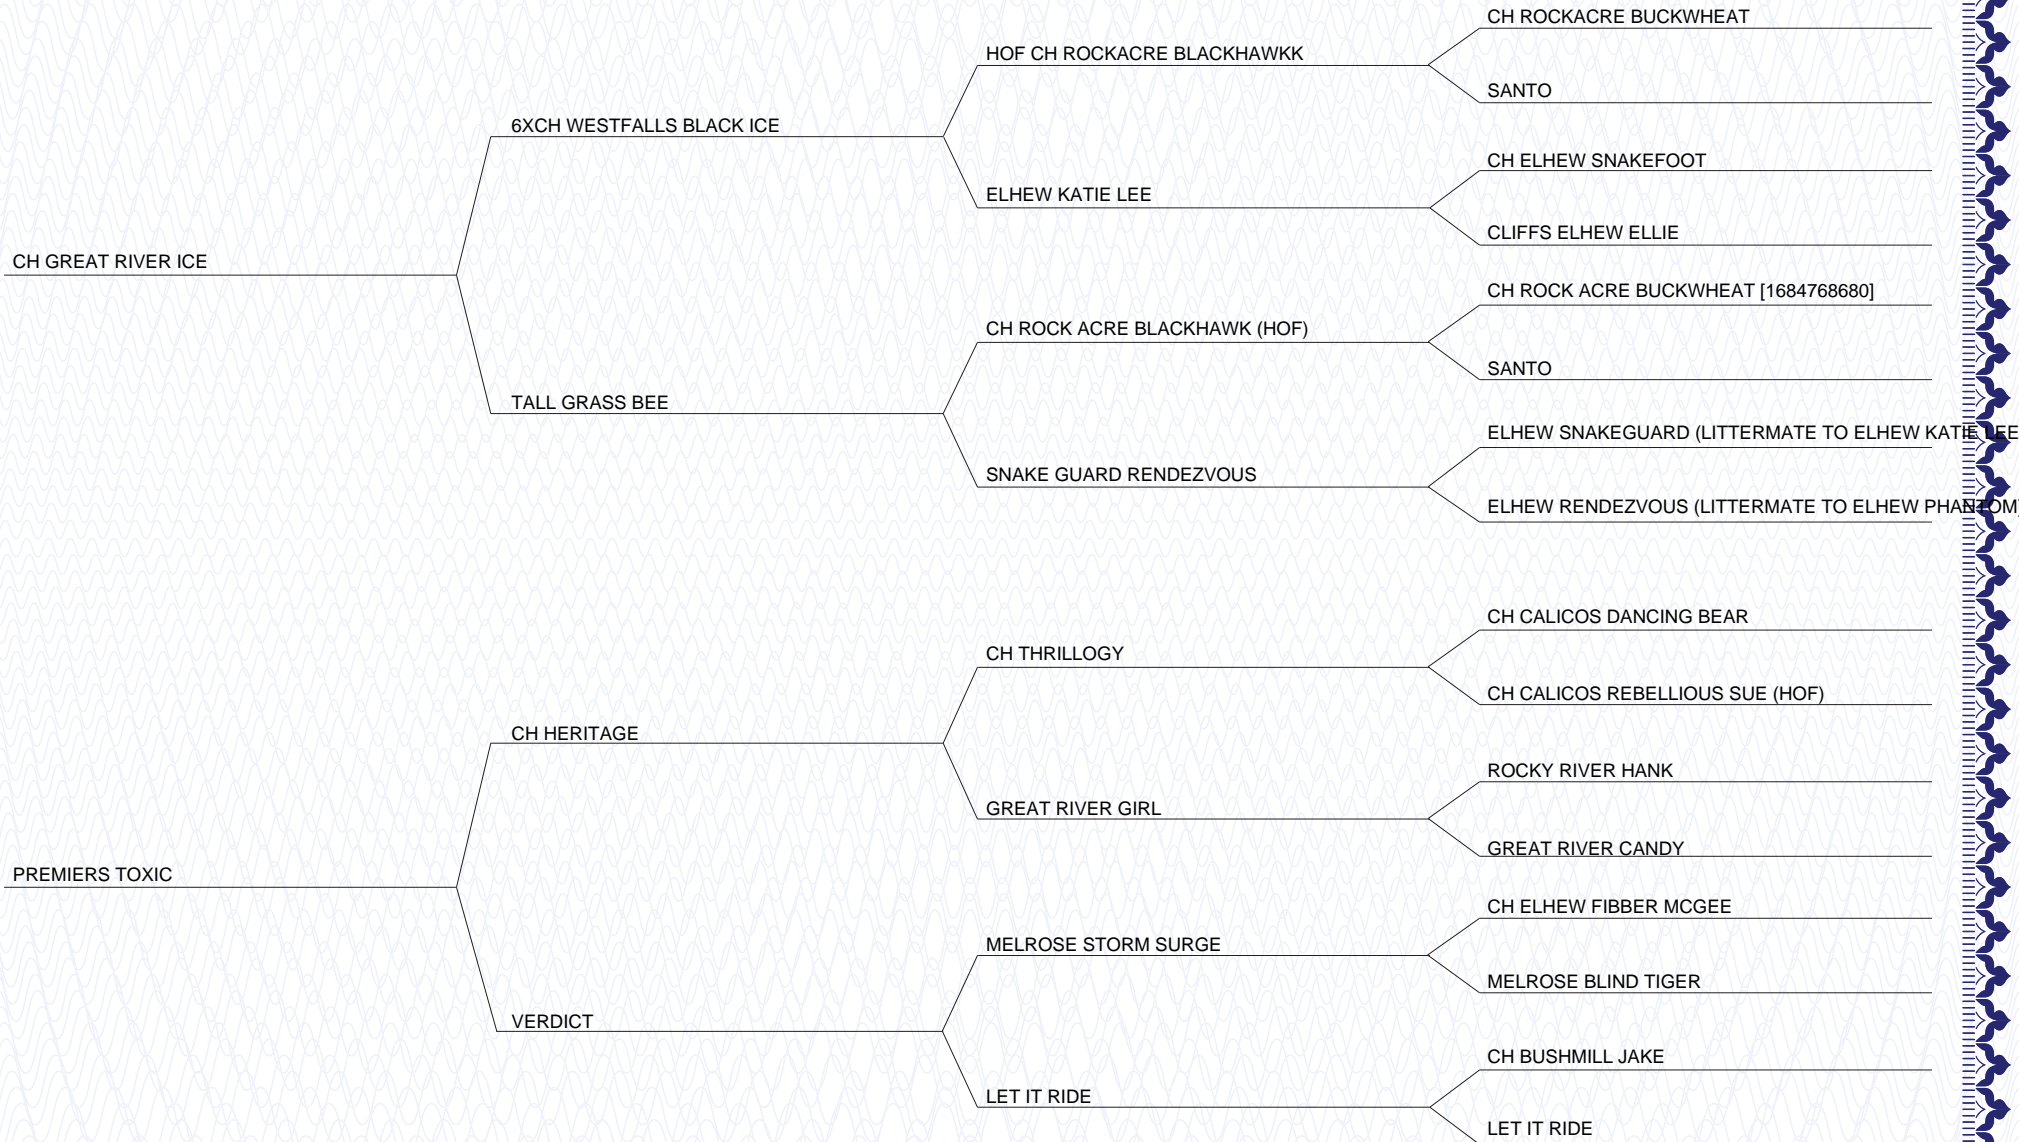 CH ROCKACRE BUCKWHEAT
HOF CH ROCKACRE BLACKHAWKK
SANTO
6XCH WESTFALLS BLACK ICE
CH ELHEW SNAKEFOOT
ELHEW KATIE LEE
CLIFFS ELHEW ELLIE
CH GREAT RIVER ICE
CH ROCK ACRE BUCKWHEAT [1684768680]
CH ROCK ACRE BLACKHAWK (HOF)
SANTO
TALL GRASS BEE
ELHEW SNAKEGUARD (LITTERMATE TO ELHEW KATIE LEE
SNAKE GUARD RENDEZVOUS
ELHEW RENDEZVOUS (LITTERMATE TO ELHEW PHANTOM)
CH CALICOS DANCING BEAR
CH THRILLOGY
CH CALICOS REBELLIOUS SUE (HOF)
CH HERITAGE
ROCKY RIVER HANK
GREAT RIVER GIRL
GREAT RIVER CANDY
PREMIERS TOXIC
CH ELHEW FIBBER MCGEE
MELROSE STORM SURGE
MELROSE BLIND TIGER
VERDICT
CH BUSHMILL JAKE
LET IT RIDE
LET IT RIDE